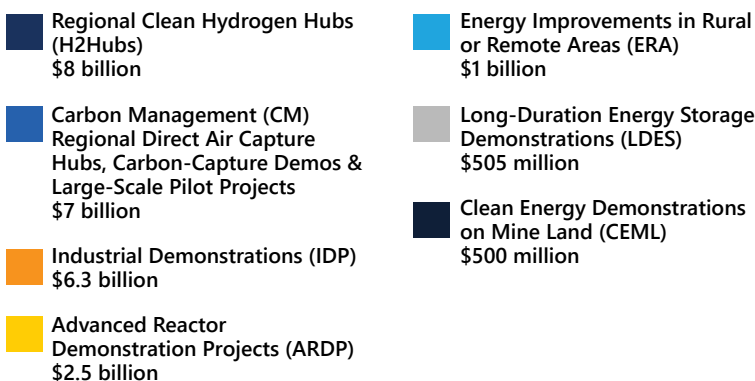 Regional Clean Hydrogen Hubs
(H2Hubs)
$8 billion
Carbon Management (CM)
Regional Direct Air Capture
Hubs, Carbon-Capture Demos &
Large-Scale Pilot Projects
$7 billion
Industrial Demonstrations (IDP)
$6.3 billion
Advanced Reactor
Demonstration Projects (ARDP)
$2.5 billion
Energy Improvements in Rural
or Remote Areas (ERA)
$1 billion
Long-Duration Energy Storage
Demonstrations (LDES)
$505 million
Clean Energy Demonstrations
on Mine Land (CEML)
$500 million